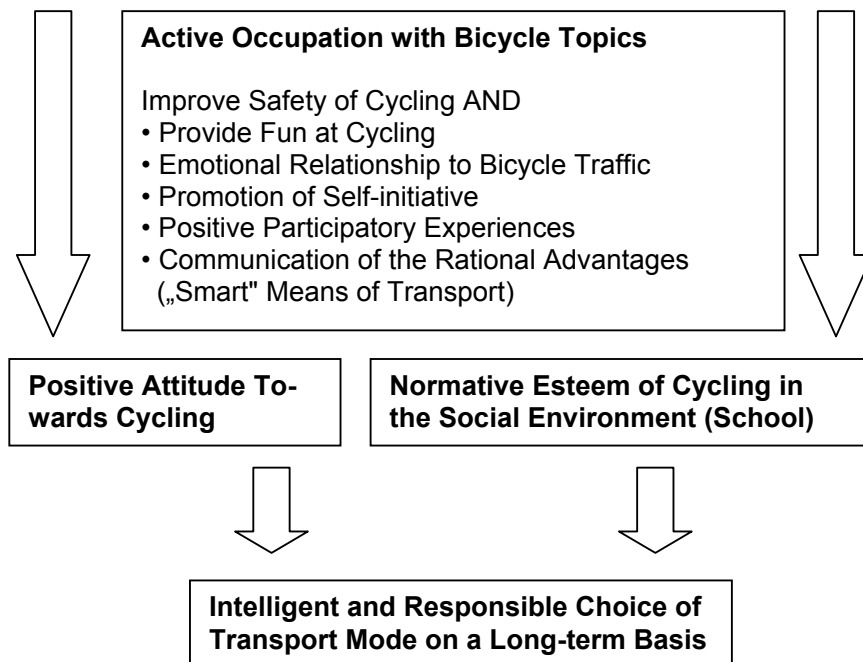 Active Occupation with Bicycle Topics
Improve Safety of Cycling AND
• Provide Fun at Cycling
• Emotional Relationship to Bicycle Traffic
• Promotion of Self-initiative
• Positive Participatory Experiences
• Communication of the Rational Advantages
(„Smart" Means of Transport)
Positive Attitude To-
wards Cycling
Normative Esteem of Cycling in
the Social Environment (School)
Intelligent and Responsible Choice of
Transport Mode on a Long-term Basis